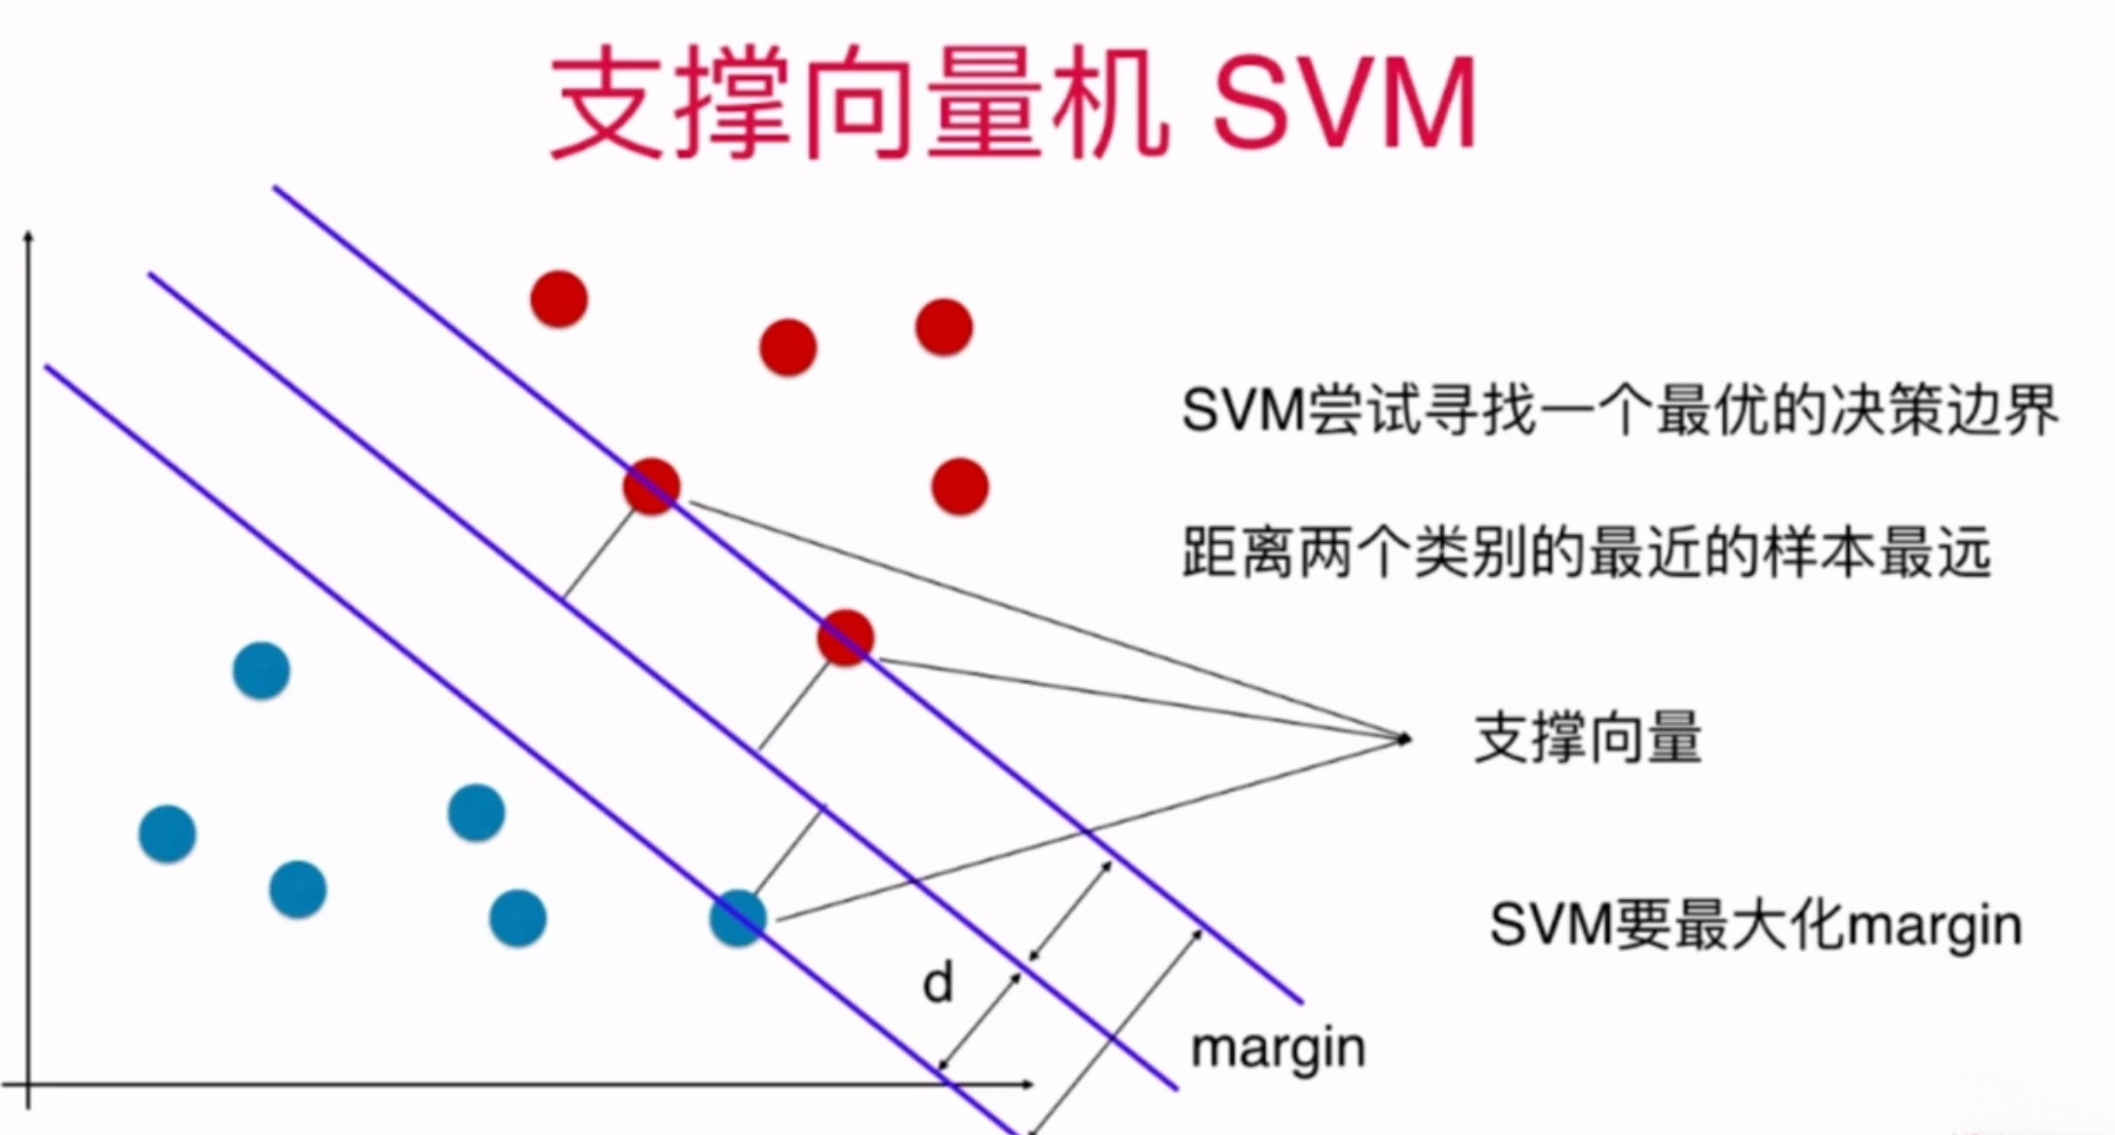 支撑向量机 SVM
SVM尝试寻找一个最优的决策边界
距离两个类别的最近的样本最远
支撑向量
SVM要最大化margin
d
margin